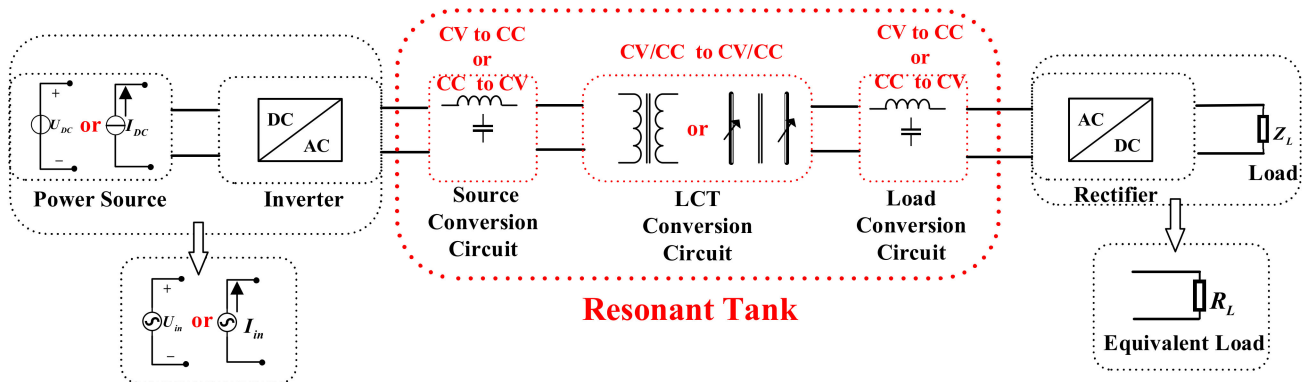 CV to CC
or
CC to CV
CV/CC to CV/CC
CV to CC
or
CC to CV
+
U_DC
or
I_DC
−
DC
AC
or
AC
DC
Z_L
Load
Power Source
Inverter
Source
Conversion
Circuit
LCT
Conversion
Circuit
Load
Conversion
Circuit
Rectifier
Resonant Tank
+
U_in
or
I_in
−
R_L
Equivalent Load